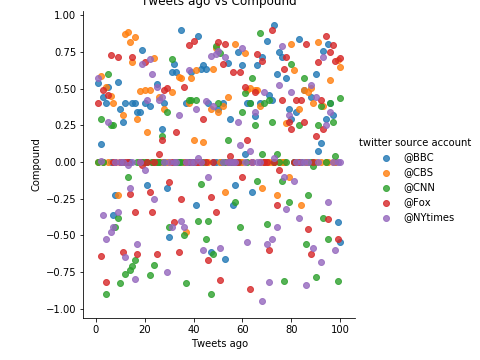 Tweets ago vs Compound
1.00
0.75
0.50
0.25
0.00
−0.25
−0.50
−0.75
−1.00
Compound
0
20
40
60
80
100
Tweets ago
twitter source account
@BBC
@CBS
@CNN
@Fox
@NYtimes